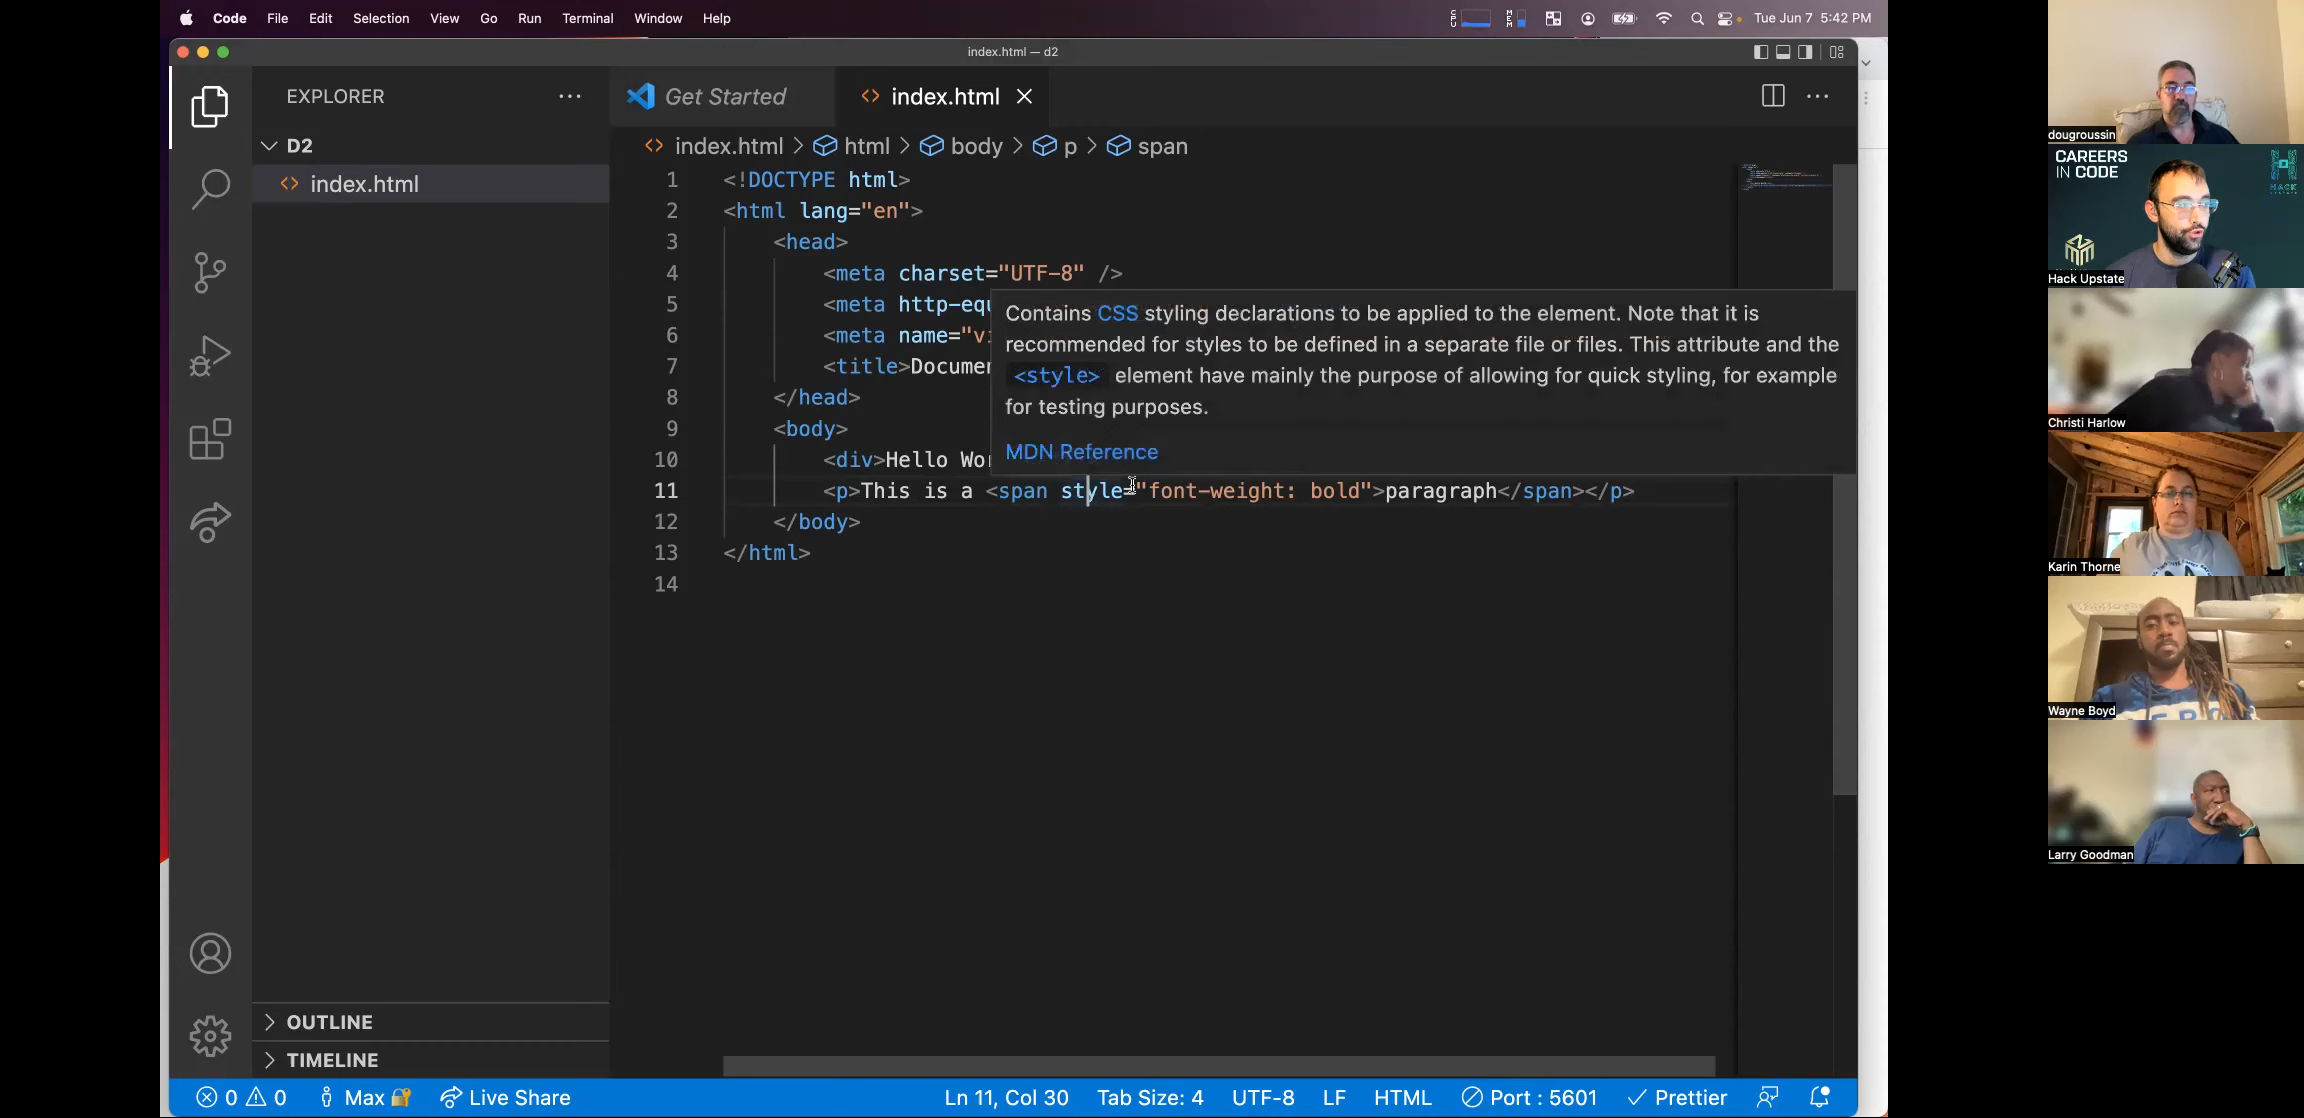 Code File Edit Selection View Go Run Terminal Window Help
CPU MEM Tue Jun 7 5:42 PM
index.html — d2
EXPLORER
Get Started
index.html
D2
index.html
index.html > html > body > p > span
1 <!DOCTYPE html>
2 <html lang="en">
3 <head>
4 <meta charset="UTF-8" />
5 <meta http-equ
6 <meta name="vi
7 <title>Documen
8 </head>
9 <body>
10 <div>Hello Wor
11 <p>This is a <span style="font-weight: bold">paragraph</span></p>
12 </body>
13 </html>
14
Contains CSS styling declarations to be applied to the element. Note that it is
recommended for styles to be defined in a separate file or files. This attribute and the
<style> element have mainly the purpose of allowing for quick styling, for example
for testing purposes.
MDN Reference
OUTLINE
TIMELINE
0 0 Max Live Share Ln 11, Col 30 Tab Size: 4 UTF-8 LF HTML Port : 5601 Prettier
dougroussin
CAREERS
IN CODE
HACK
UPSTATE
Hack Upstate
Christi Harlow
Karin Thorne
Wayne Boyd
Larry Goodman